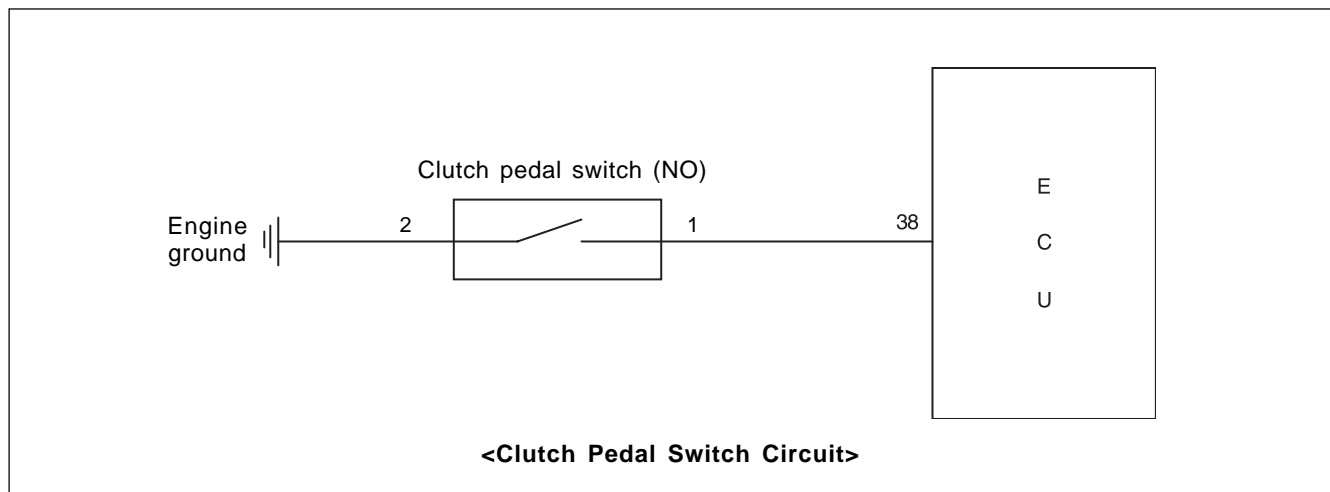 Clutch pedal switch (NO)
Engine
ground
2
1
38
E
C
U
<Clutch Pedal Switch Circuit>